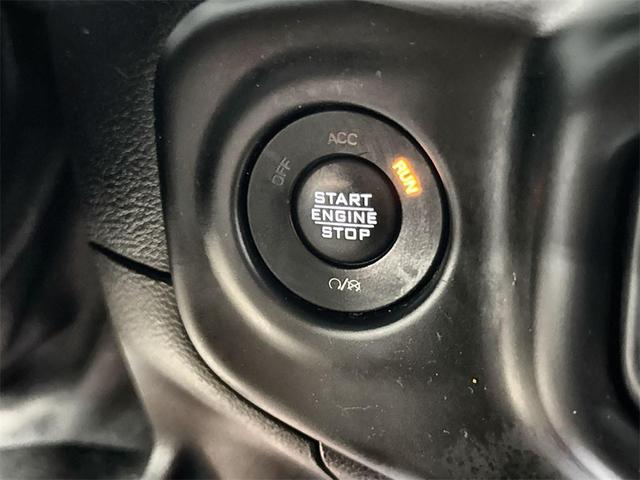 ACC
OFF
RUN
START
ENGINE
STOP